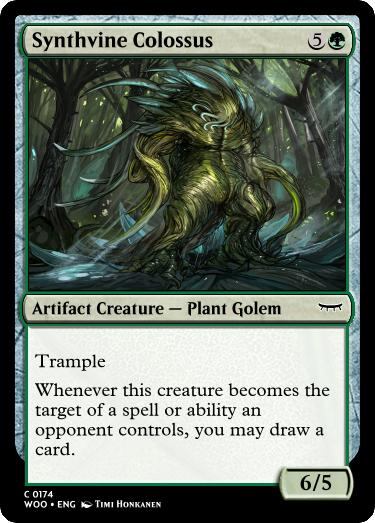 Synthvine Colossus 5
Artifact Creature — Plant Golem
Trample
Whenever this creature becomes the
target of a spell or ability an
opponent controls, you may draw a
card.
6/5
C 0174
WOO • ENG Timi Honkanen